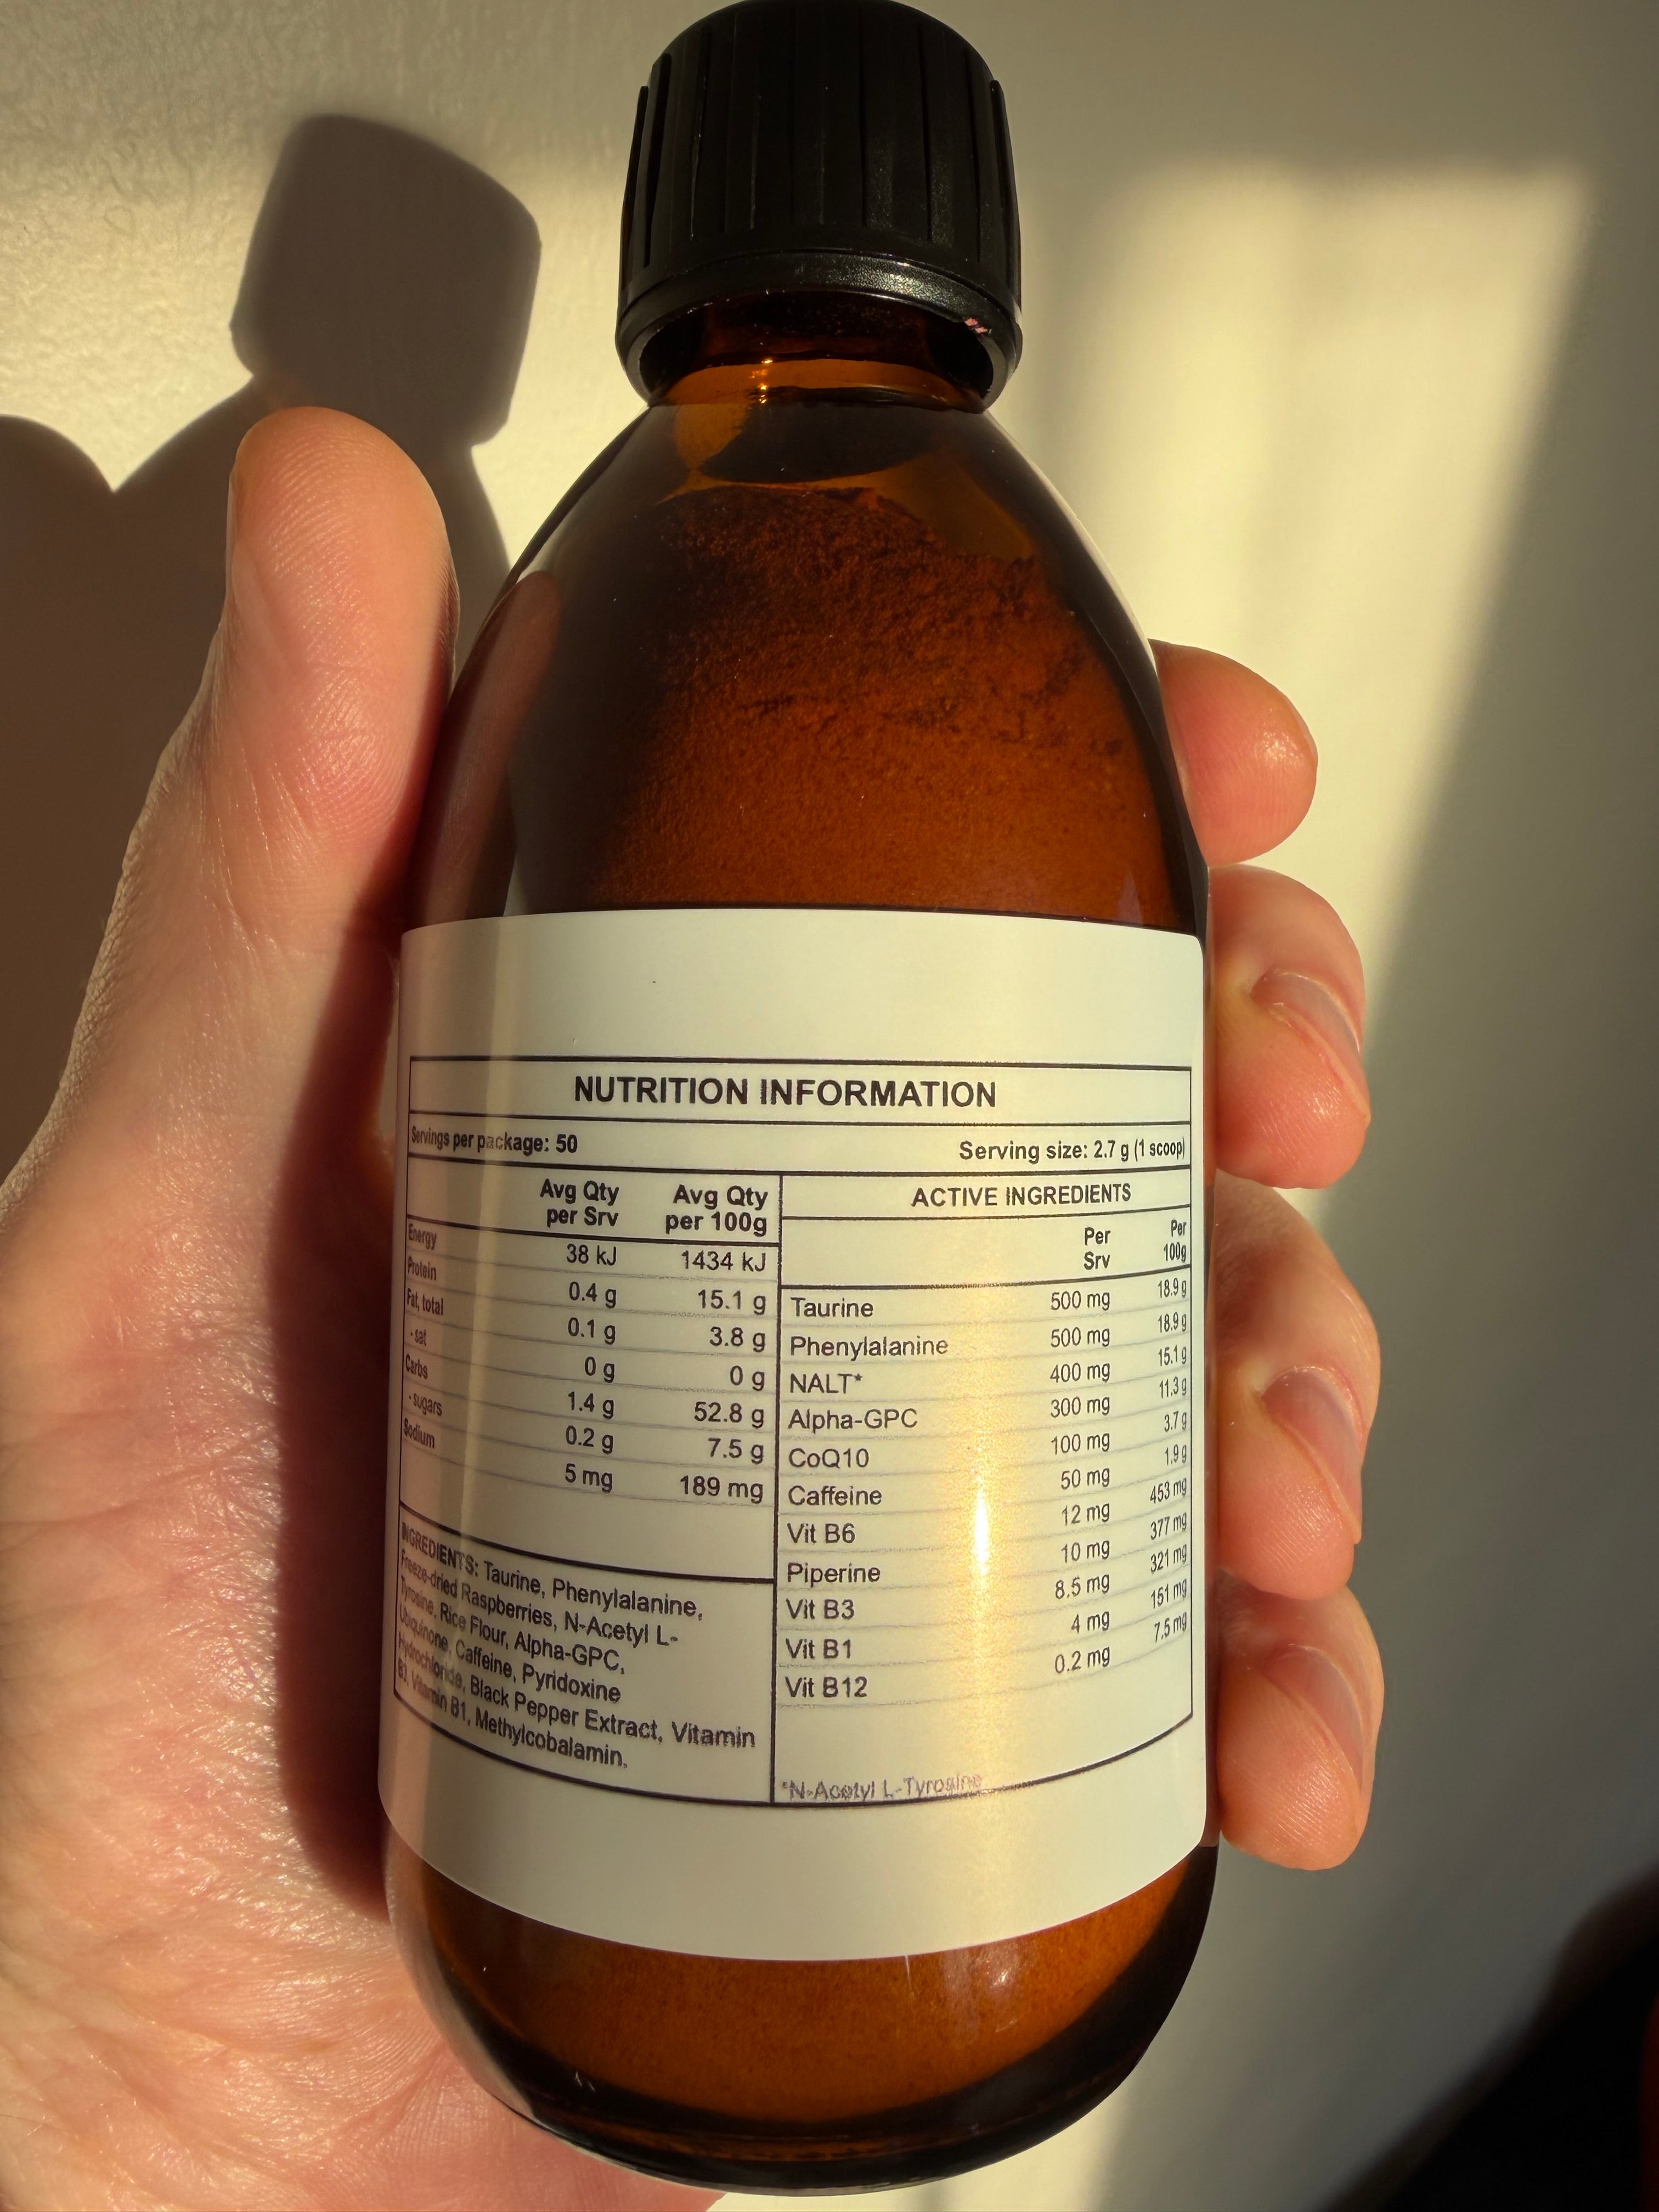 NUTRITION INFORMATION
Servings per package: 50 Serving size: 2.7 g (1 scoop)
Avg Qty per Srv Avg Qty per 100g
Energy 38 kJ 1434 kJ
Protein 0.4 g 15.1 g
Fat, total 0.1 g 3.8 g
- sat 0 g 0 g
Carbs 1.4 g 52.8 g
- sugars 0.2 g 7.5 g
Sodium 5 mg 189 mg
INGREDIENTS: Taurine, Phenylalanine,
Freeze-dried Raspberries, N-Acetyl L-
Tyrosine, Rice Flour, Alpha-GPC,
Ubiquinone, Caffeine, Pyridoxine
Hydrochloride, Black Pepper Extract, Vitamin
B3, Vitamin B1, Methylcobalamin.
ACTIVE INGREDIENTS
Per Srv Per 100g
Taurine 500 mg 18.9 g
Phenylalanine 500 mg 18.9 g
NALT* 400 mg 15.1 g
Alpha-GPC 300 mg 11.3 g
CoQ10 100 mg 3.7 g
Caffeine 50 mg 1.9 g
Vit B6 12 mg 453 mg
Piperine 10 mg 377 mg
Vit B3 8.5 mg 321 mg
Vit B1 4 mg 151 mg
Vit B12 0.2 mg 7.5 mg
*N-Acetyl L-Tyrosine